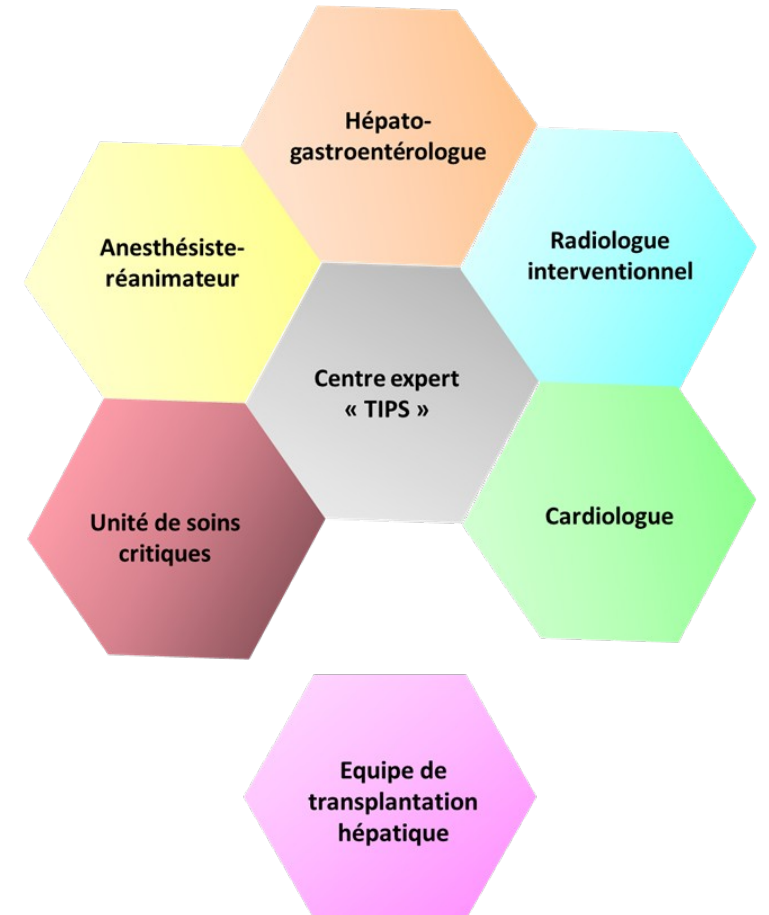 Hépato-
gastroentérologue
Anesthésiste-
réanimateur
Radiologue
interventionnel
Centre expert
« TIPS »
Unité de soins
critiques
Cardiologue
Equipe de
transplantation
hépatique